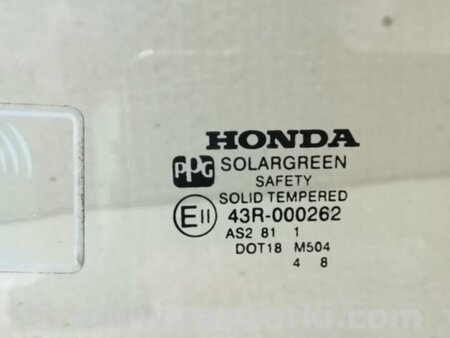 HONDA
PPG SOLARGREEN
SAFETY
SOLID TEMPERED
E11 43R-000262
AS2 81 1
DOT18 M504
4 8